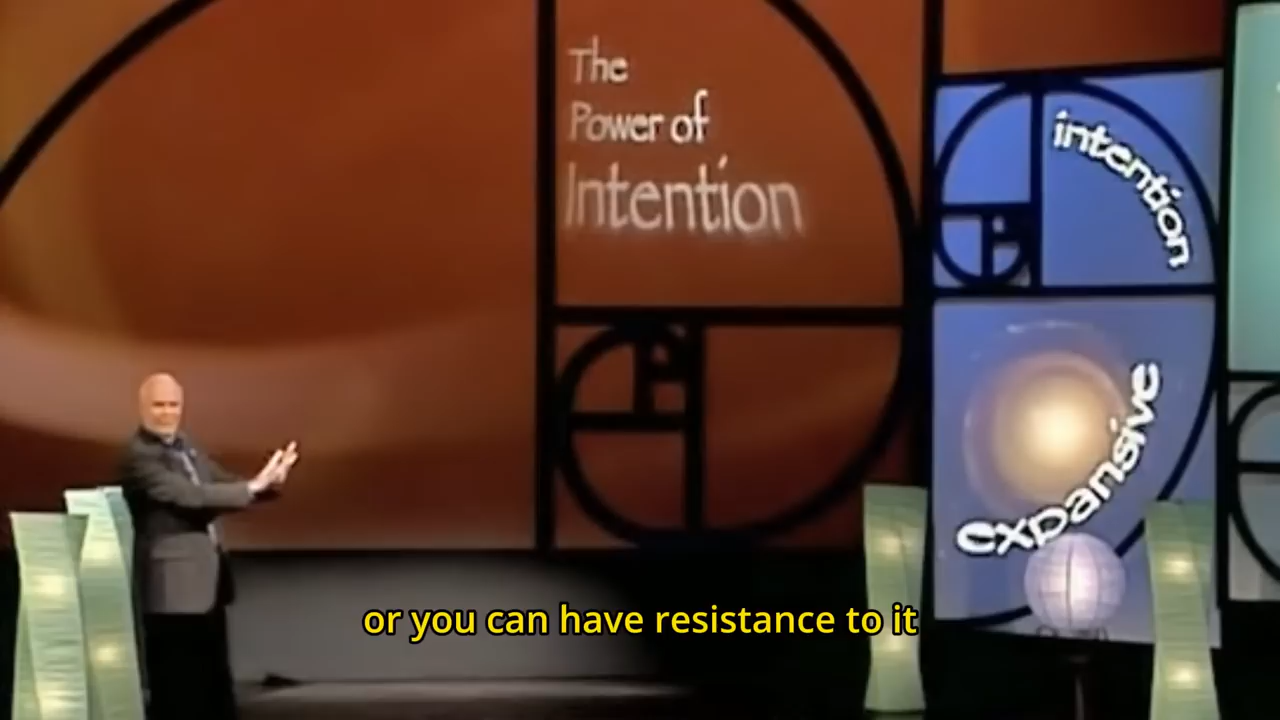 The
Power of
Intention
intention
expansive
or you can have resistance to it